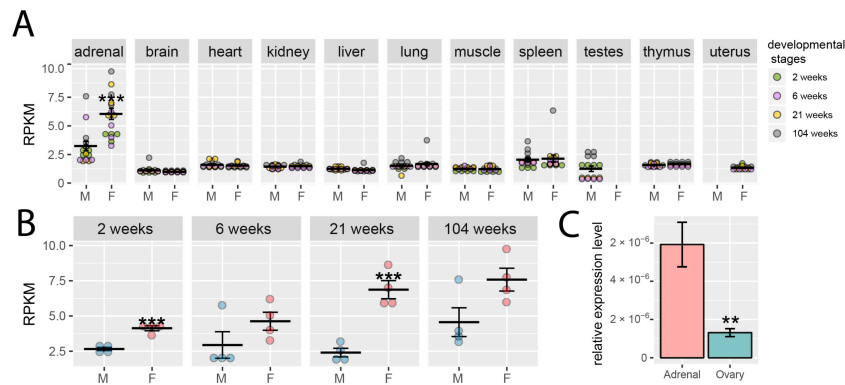 A
adrenal brain heart kidney liver lung muscle spleen testes thymus uterus
developmental
stages
2 weeks
6 weeks
21 weeks
104 weeks
RPKM
10.0
7.5
5.0
2.5
0
***
M F M F M F M F M F M F M F M F M F M F M F
B
2 weeks 6 weeks 21 weeks 104 weeks
RPKM
10.0
7.5
5.0
2.5
*** ***
M F M F M F M F
C
relative expression level
2 × 10⁻⁶
2 × 10⁻⁶
0
**
Adrenal Ovary